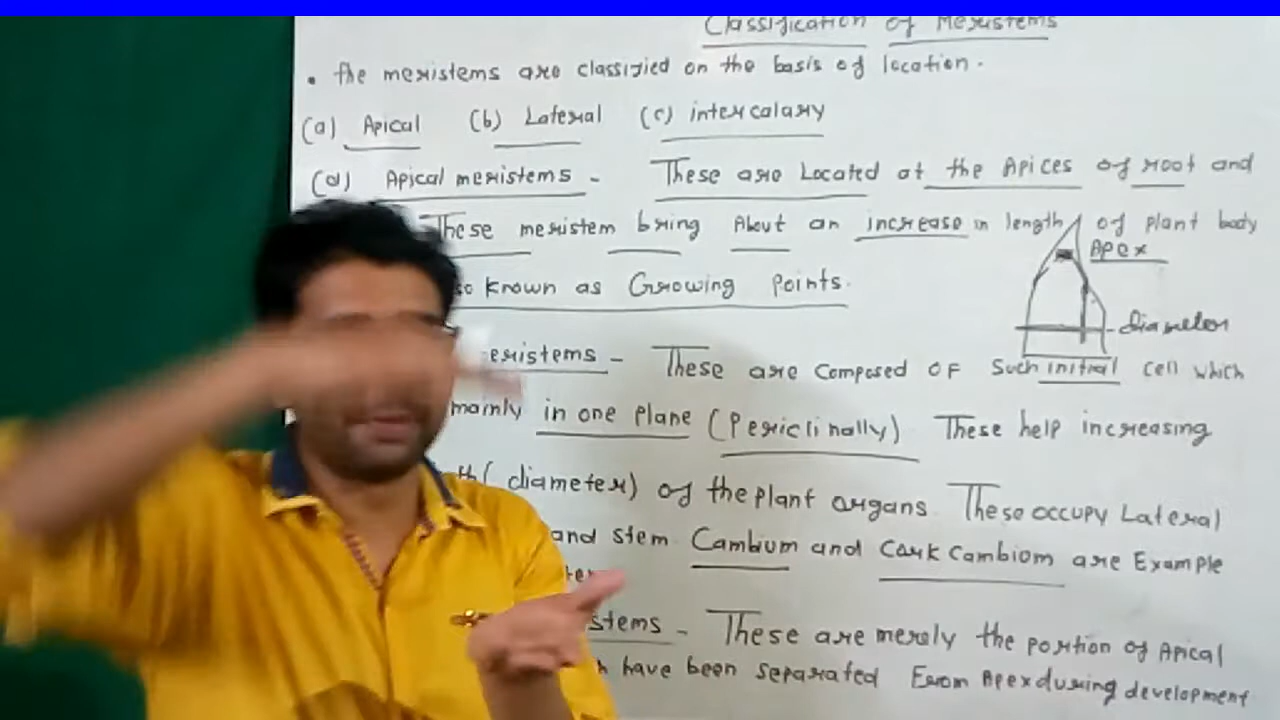 Classification of Meristems
• The meristems are classified on the basis of location.
(a) Apical (b) Lateral (c) intercalary
(a) Apical meristems - These are Located at the Apices of root and
These meristem bring About an increase in length of plant body
Apex
known as Growing Points.
diameter
eristems - These are composed of Such initial cell which
mainly in one plane (Periclinally) These help increasing
th (diameter) of the plant organs. These occupy Lateral
and stem Cambium and Cork Cambiom are Example
stems - These are merely the portion of Apical
h have been separated From Apex during development